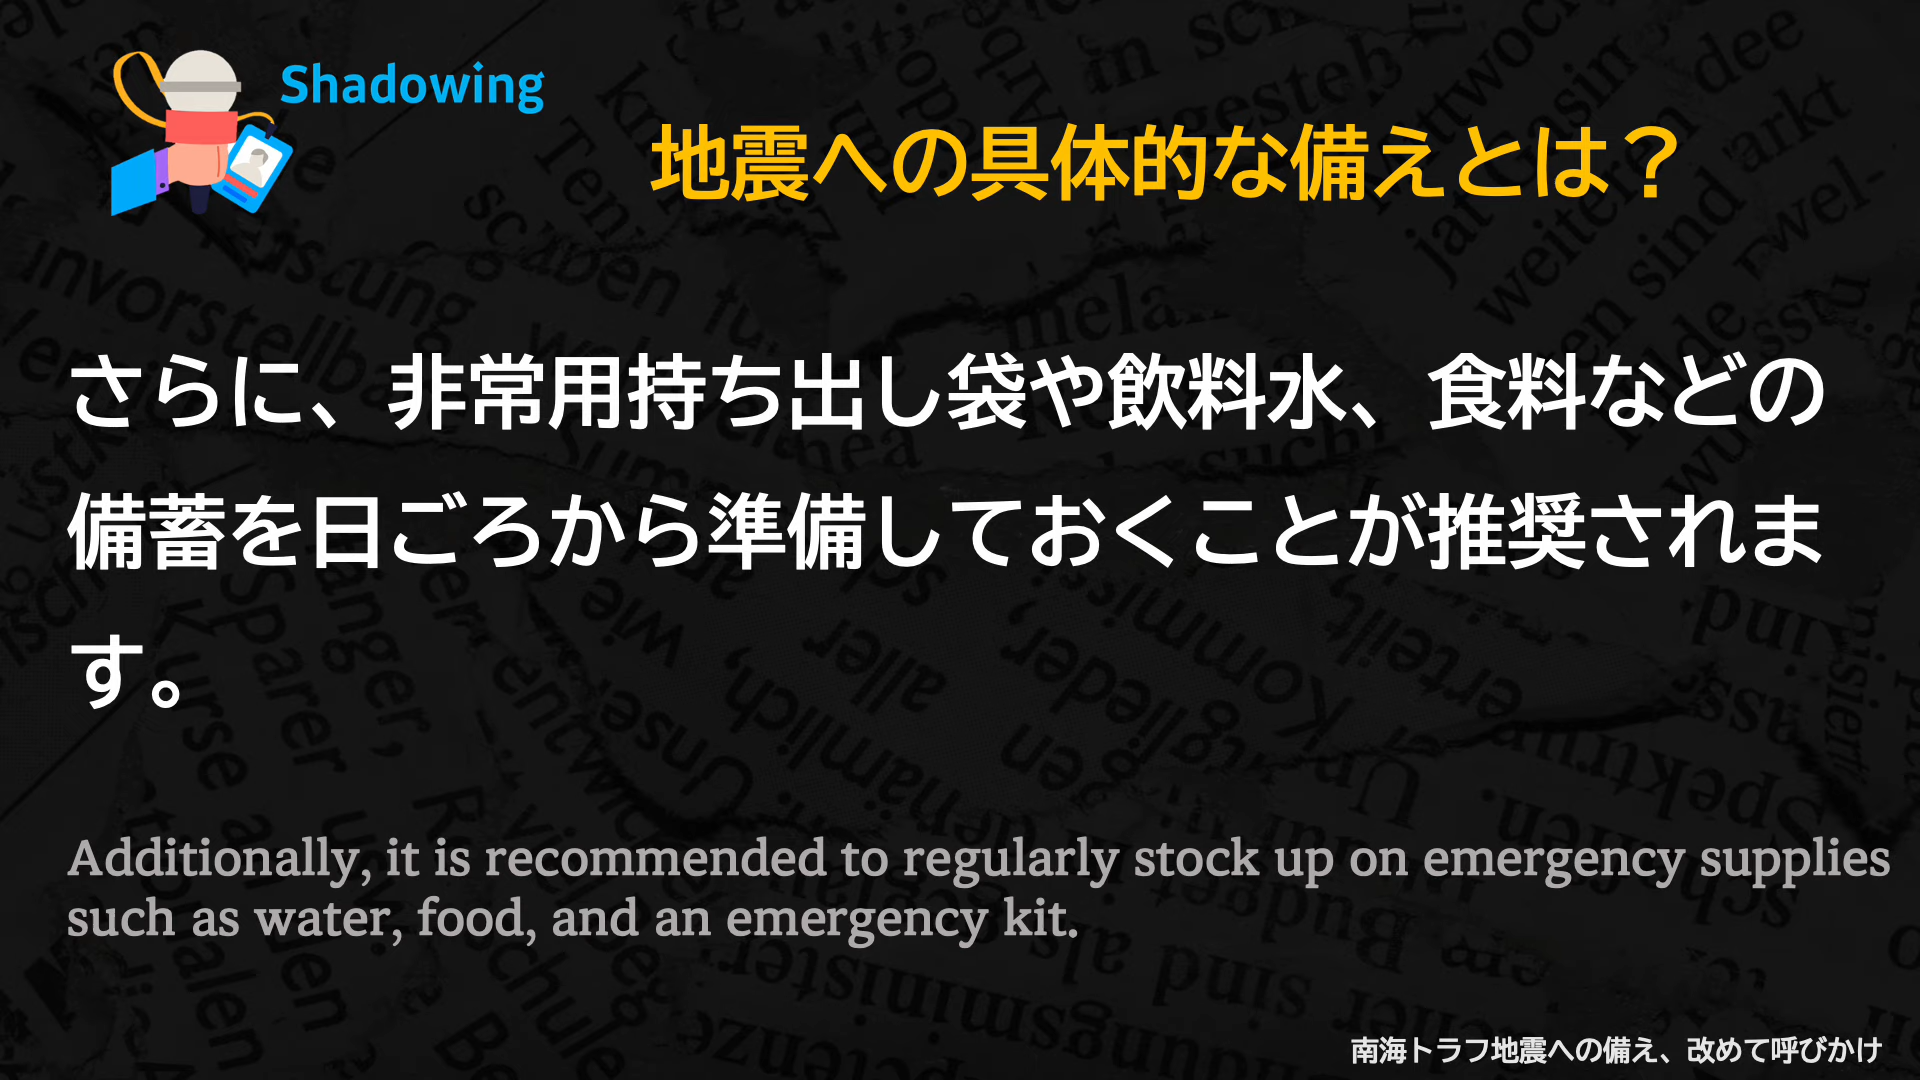 Shadowing
地震への具体的な備えとは？
さらに、非常用持ち出し袋や飲料水、食料などの
備蓄を日ごろから準備しておくことが推奨されま
す。
Additionally, it is recommended to regularly stock up on emergency supplies
such as water, food, and an emergency kit.
南海トラフ地震への備え、改めて呼びかけ